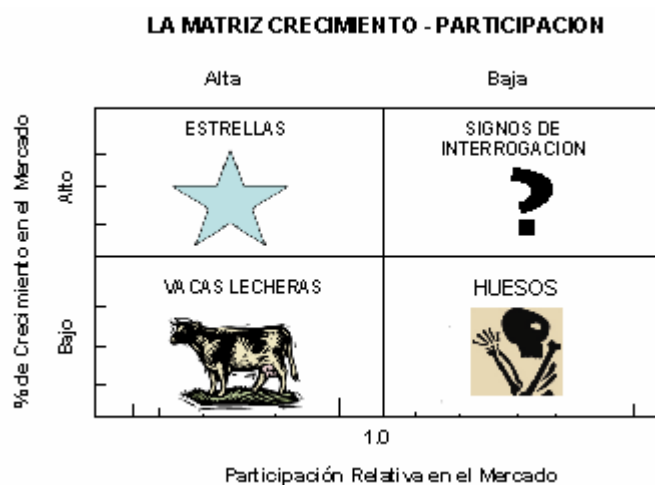 LA MATRIZ CRECIMIENTO - PARTICIPACION
Alta
Baja
% de Crecimiento en el Mercado
Alto
ESTRELLAS
SIGNOS DE
INTERROGACION
?
Bajo
VACAS LECHERAS
HUESOS
1.0
Participación Relativa en el Mercado